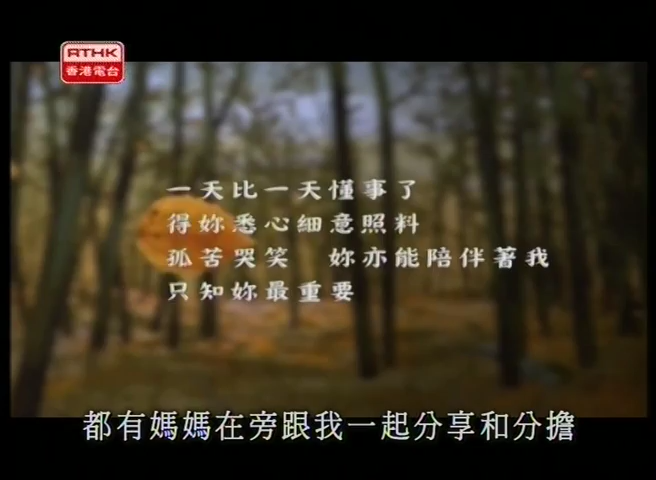 RTHK
香港電台
一天比一天懂事了
得妳悉心細意照料
孤苦哭笑　妳亦能陪伴著我
只知妳最重要
都有媽媽在旁跟我一起分享和分擔